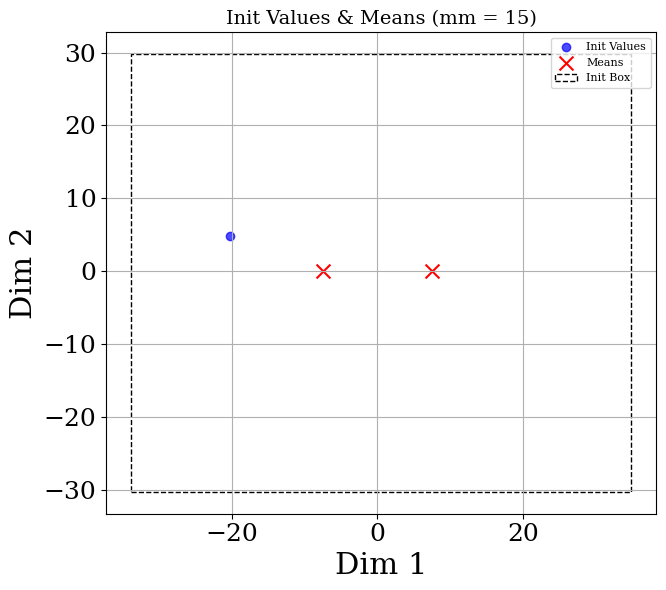 Init Values & Means (mm = 15)
Init Values
Means
Init Box
30
20
10
0
−10
−20
−30
Dim 2
−20 0 20
Dim 1